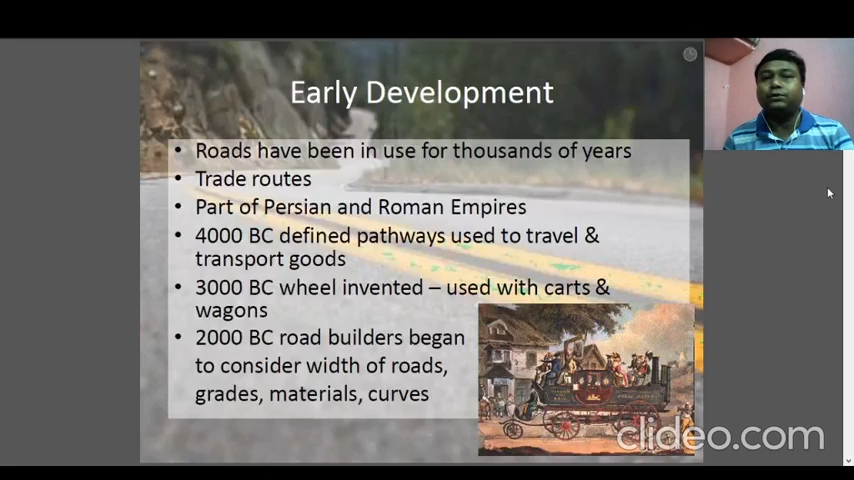 Early Development
• Roads have been in use for thousands of years
• Trade routes
• Part of Persian and Roman Empires
• 4000 BC defined pathways used to travel &
transport goods
• 3000 BC wheel invented – used with carts &
wagons
• 2000 BC road builders began
to consider width of roads,
grades, materials, curves
clideo.com